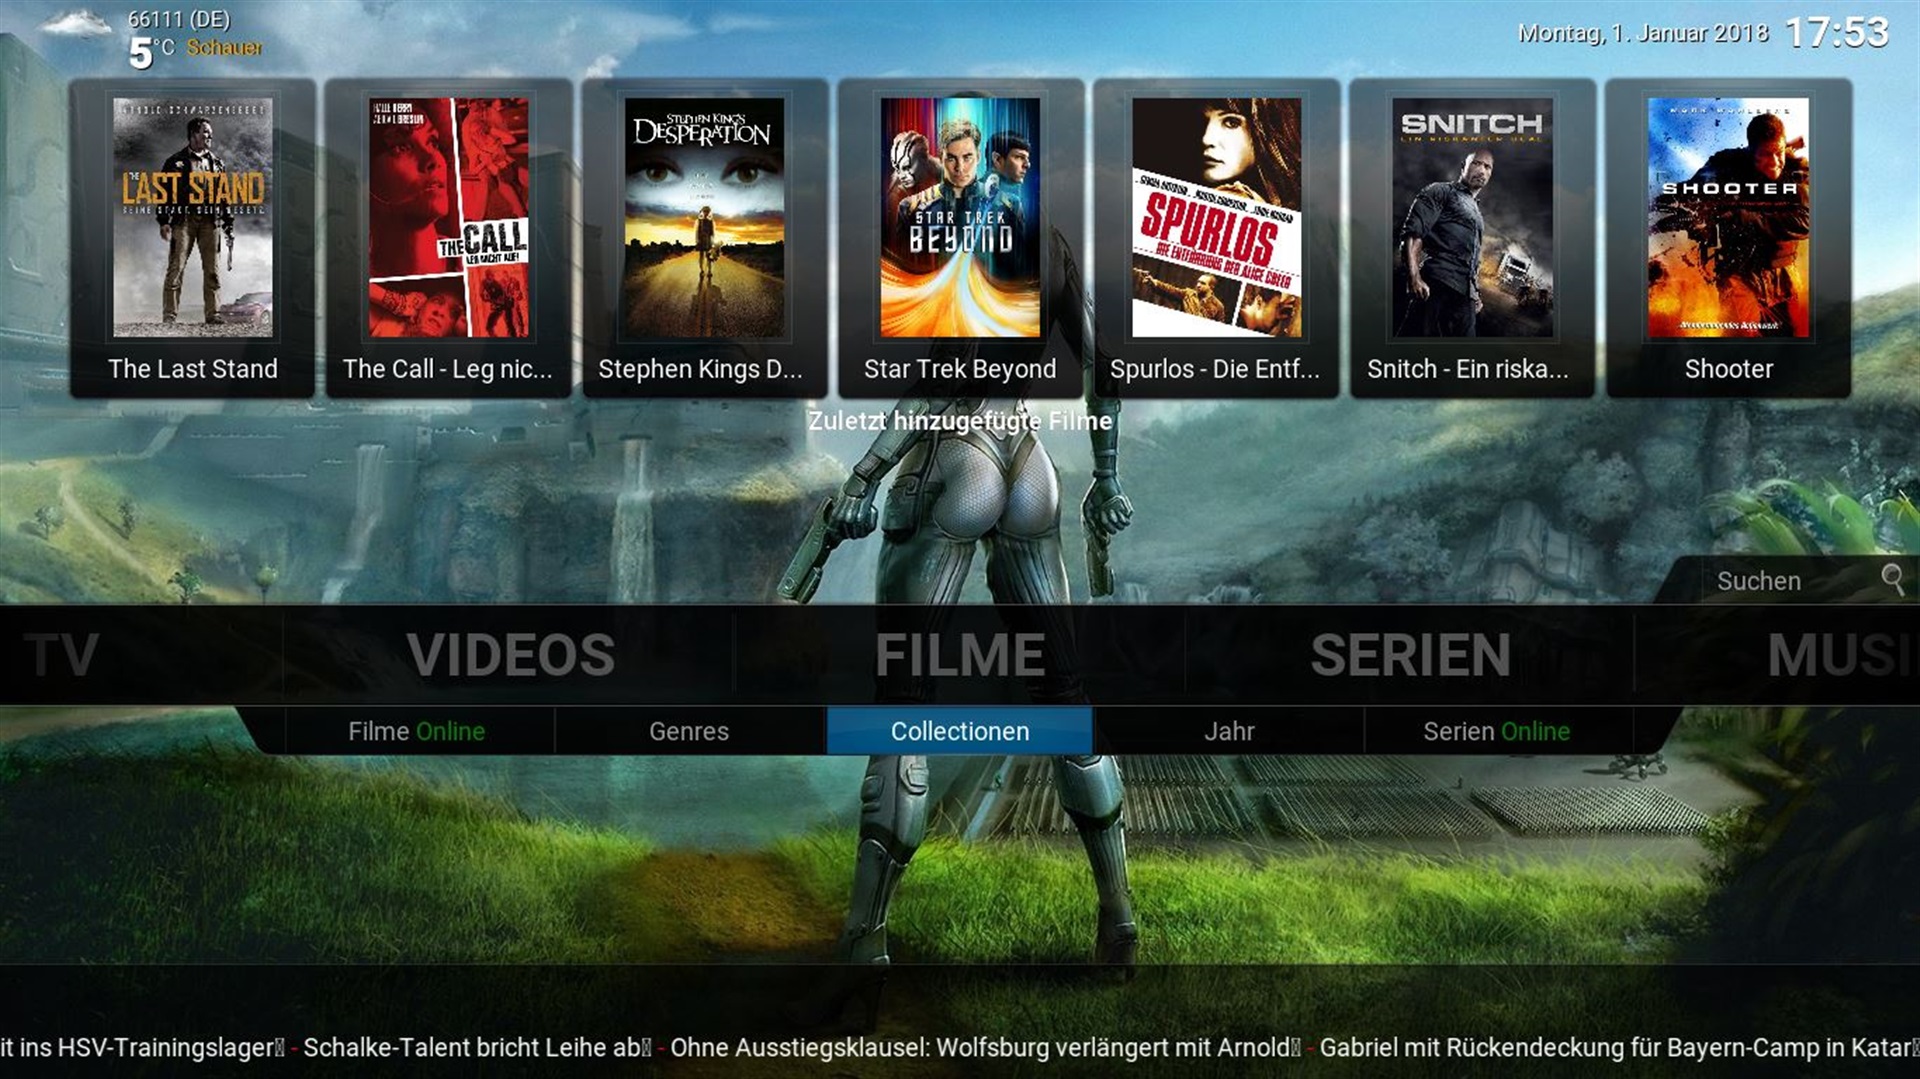 66111 (DE)
5°C Schauer
Montag, 1. Januar 2018 17:53
ARNOLD SCHWARZENEGGER
THE
LAST STAND
HALLE BERRY
ABIGAIL BRESLIN
THE CALL
LEG NICHT AUF!
STEPHEN KING'S
DESPERATION
STAR TREK
BEYOND
SPURLOS
DIE ENTFÜHRUNG DER ALICE CREED
SNITCH
EIN RISKANTER DEAL
MARK WAHLBERG
SHOOTER
The Last Stand
The Call - Leg nic...
Stephen Kings D...
Star Trek Beyond
Spurlos - Die Entf...
Snitch - Ein riska...
Shooter
Zuletzt hinzugefügte Filme
Suchen
TV
VIDEOS
FILME
SERIEN
MUSI
Filme Online
Genres
Collectionen
Jahr
Serien Online
it ins HSV-Trainingslager - Schalke-Talent bricht Leihe ab - Ohne Ausstiegsklausel: Wolfsburg verlängert mit Arnold - Gabriel mit Rückendeckung für Bayern-Camp in Katar